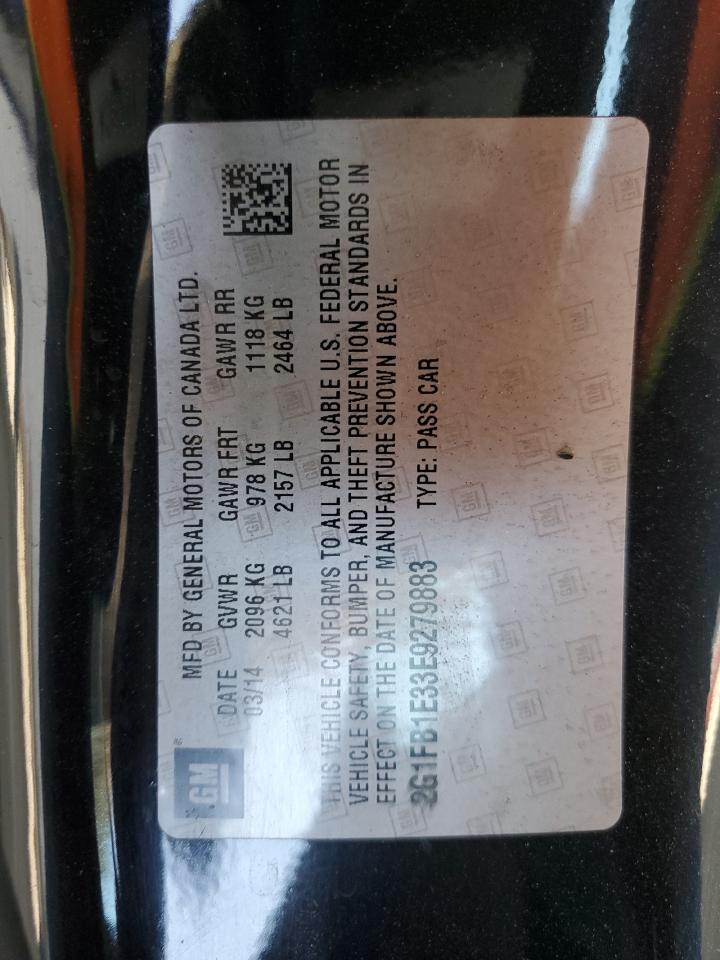 GM
MFD BY GENERAL MOTORS OF CANADA LTD.
DATE GVWR GAWR FRT GAWR RR
03/14 2096 KG 978 KG 1118 KG
4621 LB 2157 LB 2464 LB
THIS VEHICLE CONFORMS TO ALL APPLICABLE U.S. FEDERAL MOTOR
VEHICLE SAFETY, BUMPER, AND THEFT PREVENTION STANDARDS IN
EFFECT ON THE DATE OF MANUFACTURE SHOWN ABOVE.
2G1FB1E33E9279883 TYPE: PASS CAR